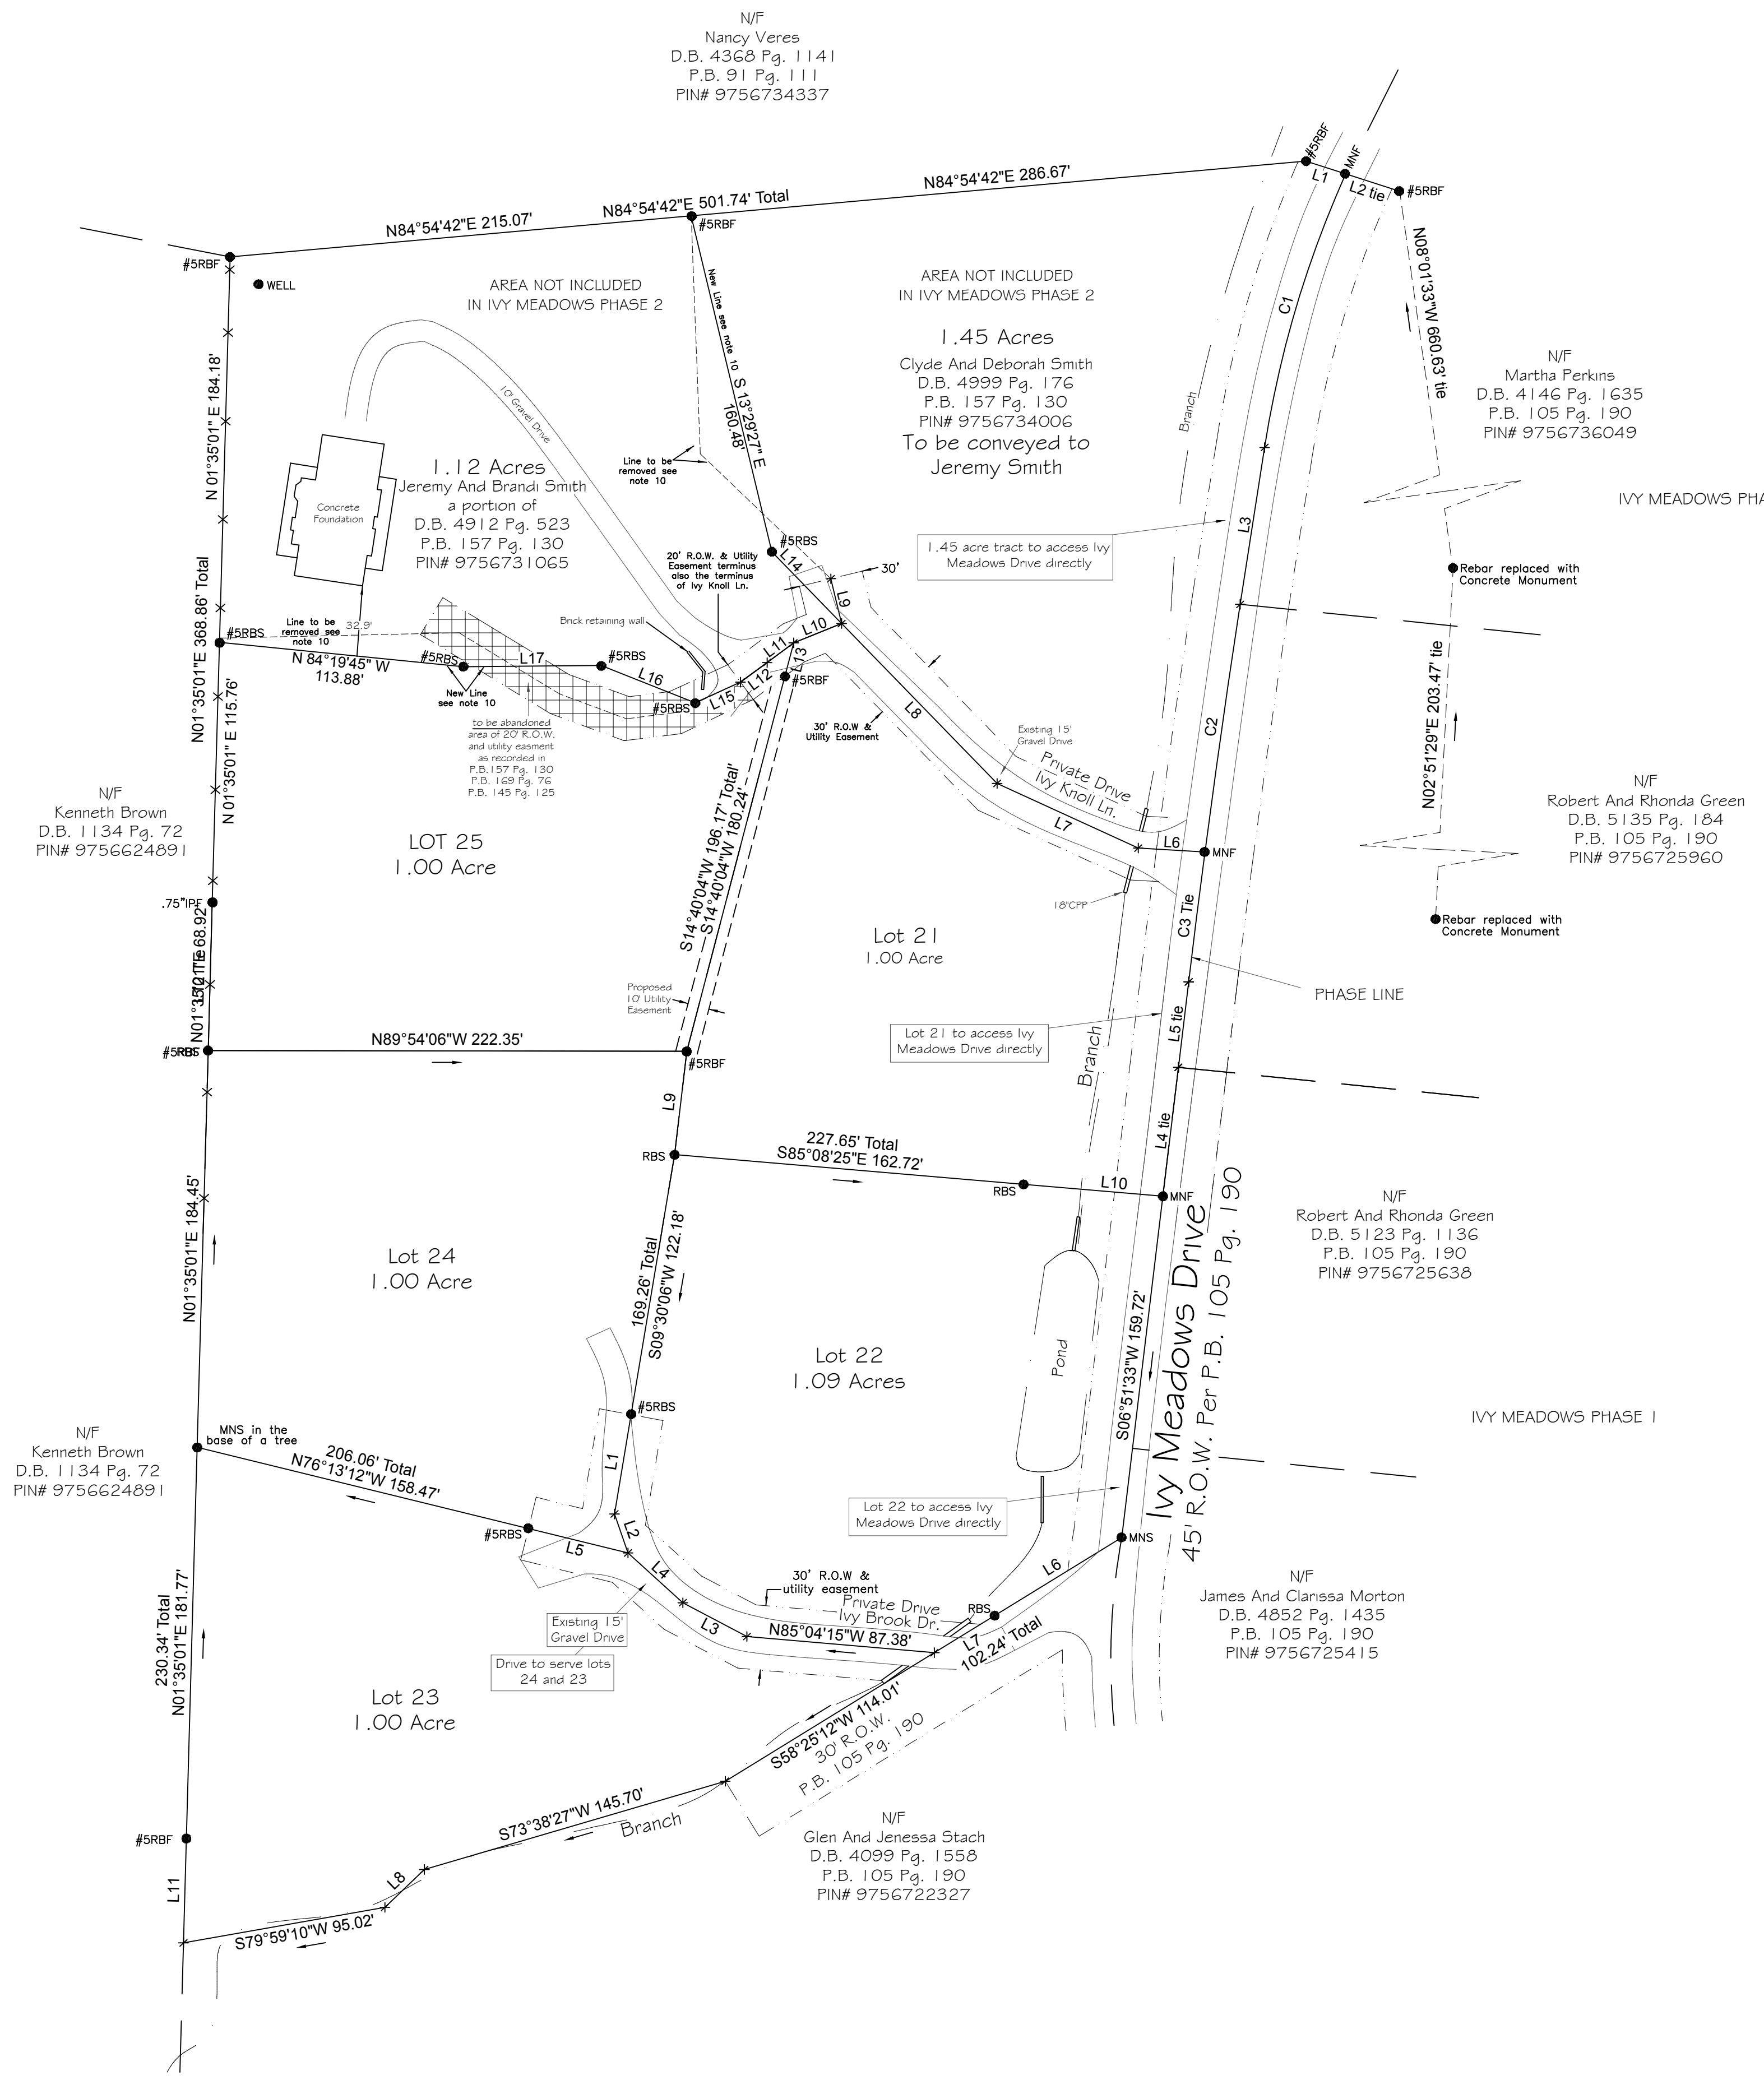 N/F
Nancy Veres
D.B. 4368 Pg. 1141
P.B. 91 Pg. 111
PIN# 9756734337
#5RBF
MNF
L1
L2 tie
#5RBF
N84°54'42"E 286.67'
N84°54'42"E 501.74' Total
N84°54'42"E 215.07'
#5RBF
#5RBF
WELL
AREA NOT INCLUDED
IN IVY MEADOWS PHASE 2
AREA NOT INCLUDED
IN IVY MEADOWS PHASE 2
1.45 Acres
Clyde And Deborah Smith
D.B. 4999 Pg. 176
P.B. 157 Pg. 130
PIN# 9756734006
To be conveyed to
Jeremy Smith
New Line see note 10
S 13°29'27" E
160.48'
Line to be
removed see
note 10
Branch
C1
N08°01'33"W 660.63' tie
N/F
Martha Perkins
D.B. 4146 Pg. 1635
P.B. 105 Pg. 190
PIN# 9756736049
IVY MEADOWS PHA
N 01°35'01"E 184.18'
10' Gravel Drive
Concrete
Foundation
1.12 Acres
Jeremy And Brandi Smith
a portion of
D.B. 4912 Pg. 523
P.B. 157 Pg. 130
PIN# 9756731065
L3
1.45 acre tract to access Ivy
Meadows Drive directly
#5RBS
L14
20' R.O.W. & Utility
Easement terminus
also the terminus
of Ivy Knoll Ln.
30'
L9
Rebar replaced with
Concrete Monument
N01°35'01"E 368.86' Total
#5RBS
Line to be
removed see
note 10
32.9'
Brick retaining wall
L10
L11
L13
L12
N 84°19'45" W
113.88'
#5RBS
L17
#5RBS
L16
#5RBS
L15
#5RBF
New Line
see note 10
to be abandoned
area of 20' R.O.W.
and utility easment
as recorded in
P.B.157 Pg. 130
P.B. 169 Pg. 76
P.B. 145 Pg. 125
30' R.O.W &
Utility Easement
L8
Existing 15'
Gravel Drive
Private Drive
Ivy Knoll Ln.
C2
N02°51'29"E 203.47' tie
N 01°35'01" E 115.76'
N/F
Kenneth Brown
D.B. 1134 Pg. 72
PIN# 9756624891
N/F
Robert And Rhonda Green
D.B. 5135 Pg. 184
P.B. 105 Pg. 190
PIN# 9756725960
LOT 25
1.00 Acre
S14°40'04"W 196.17' Total'
S14°40'04"W 180.24'
L7
L6
MNF
18"CPP
.75"IPF
C3 Tie
Lot 21
1.00 Acre
Rebar replaced with
Concrete Monument
N01°35'01"E 68.92'
Proposed
10' Utility
Easement
PHASE LINE
L5 tie
Lot 21 to access Ivy
Meadows Drive directly
N89°54'06"W 222.35'
#5RBF
Branch
L9
L4 tie
227.65' Total
S85°08'25"E 162.72'
RBS
RBS
L10
MNF
N01°35'01"E 184.45'
Lot 24
1.00 Acre
169.26' Total
S09°30'06"W 122.18'
N/F
Robert And Rhonda Green
D.B. 5123 Pg. 1136
P.B. 105 Pg. 190
PIN# 9756725638
Ivy Meadows Drive
45' R.O.W. Per P.B. 105 Pg. 190
S06°51'33"W 159.72'
Lot 22
1.09 Acres
Pond
#5RBS
IVY MEADOWS PHASE 1
N/F
Kenneth Brown
D.B. 1134 Pg. 72
PIN# 9756624891
MNS in the
base of a tree
206.06' Total
N76°13'12"W 158.47'
L1
Lot 22 to access Ivy
Meadows Drive directly
#5RBS
L5
L2
MNS
L4
L6
30' R.O.W &
utility easement
Private Drive
Ivy Brook Dr.
RBS
Existing 15'
Gravel Drive
L3
N85°04'15"W 87.38'
L7
102.24' Total
N/F
James And Clarissa Morton
D.B. 4852 Pg. 1435
P.B. 105 Pg. 190
PIN# 9756725415
Drive to serve lots
24 and 23
230.34' Total
N01°35'01"E 181.77'
Lot 23
1.00 Acre
S58°25'12"W 114.01'
30' R.O.W.
P.B. 105 Pg. 190
S73°38'27"W 145.70'
Branch
#5RBF
N/F
Glen And Jenessa Stach
D.B. 4099 Pg. 1558
P.B. 105 Pg. 190
PIN# 9756722327
L8
L11
S79°59'10"W 95.02'